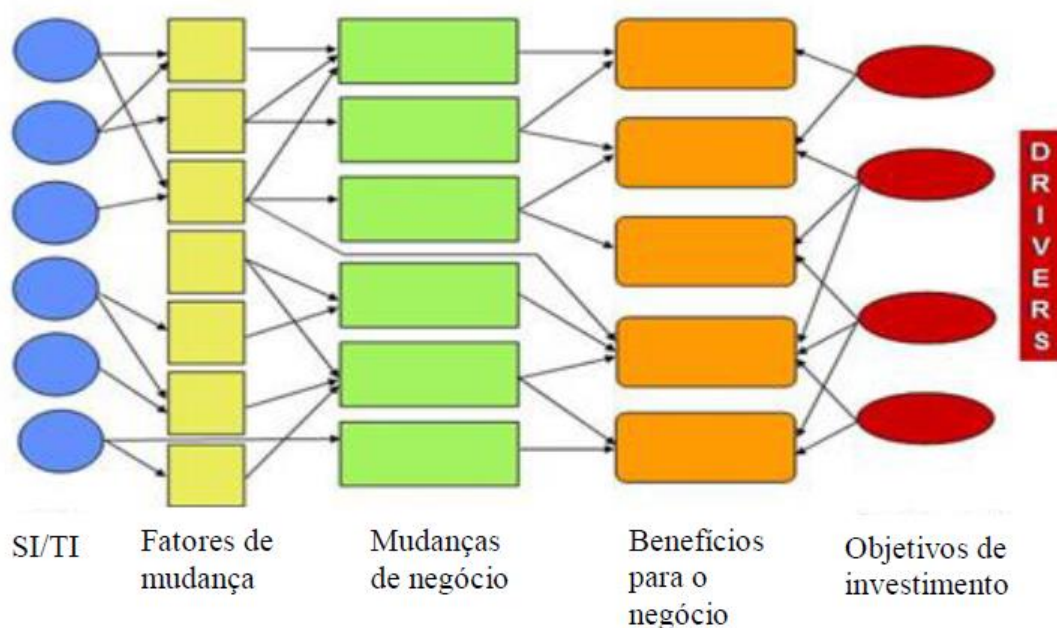 DRIVERS
SI/TI
Fatores de
mudança
Mudanças
de negócio
Benefícios
para o
negócio
Objetivos de
investimento